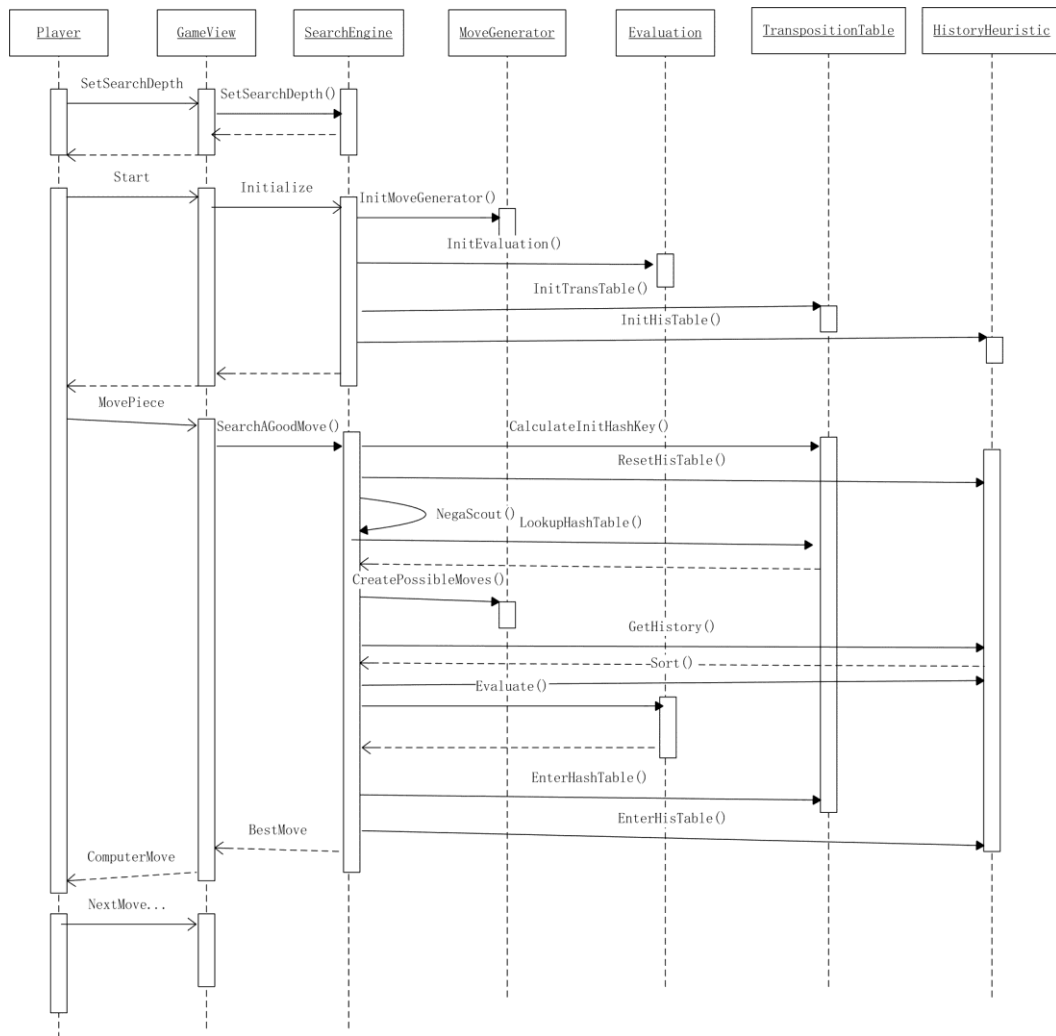 Player
GameView
SearchEngine
MoveGenerator
Evaluation
TranspositionTable
HistoryHeuristic
SetSearchDepth
SetSearchDepth()
Start
Initialize
InitMoveGenerator()
InitEvaluation()
InitTransTable()
InitHisTable()
MovePiece
SearchAGoodMove()
CalculateInitHashKey()
ResetHisTable()
NegaScout()
LookupHashTable()
CreatePossibleMoves()
GetHistory()
Sort()
Evaluate()
EnterHashTable()
EnterHisTable()
BestMove
ComputerMove
NextMove...